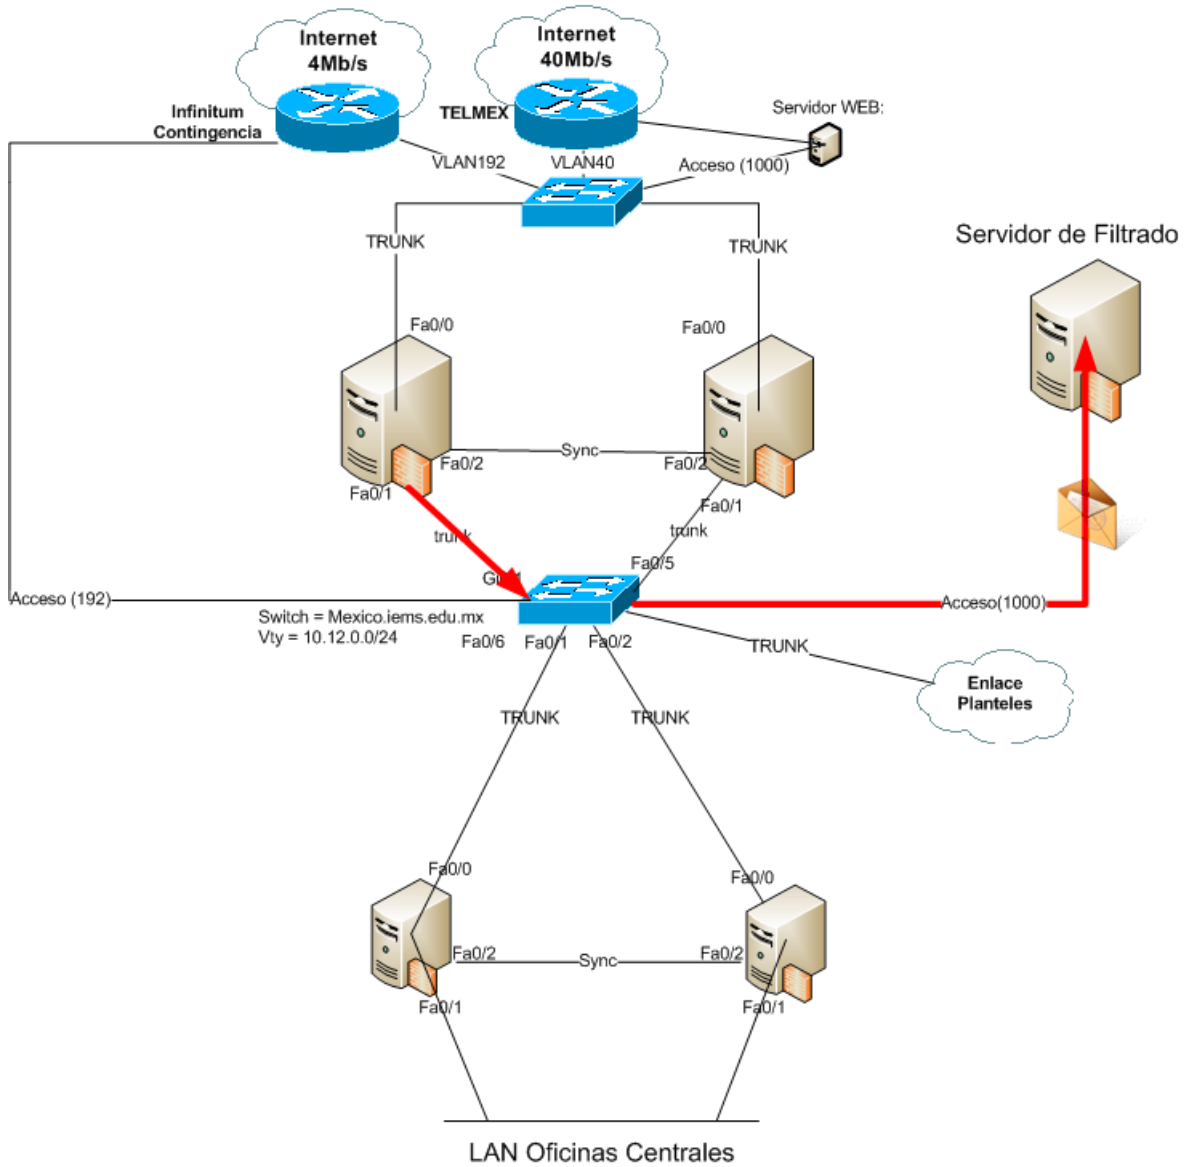 Internet
4Mb/s
Internet
40Mb/s
Infinitum
Contingencia
TELMEX
Servidor WEB:
VLAN192
VLAN40
Acceso (1000)
TRUNK
TRUNK
Servidor de Filtrado
Fa0/0
Fa0/0
Sync
Fa0/2
Fa0/2
Fa0/1
Fa0/1
trunk
trunk
Fa0/5
Acceso (192)
Acceso(1000)
Switch = Mexico.iems.edu.mx
Vty = 10.12.0.0/24
Fa0/6
Fa0/1
Fa0/2
TRUNK
Enlace
Planteles
TRUNK
TRUNK
Fa0/0
Fa0/0
Fa0/2
Sync
Fa0/2
Fa0/1
Fa0/1
LAN Oficinas Centrales